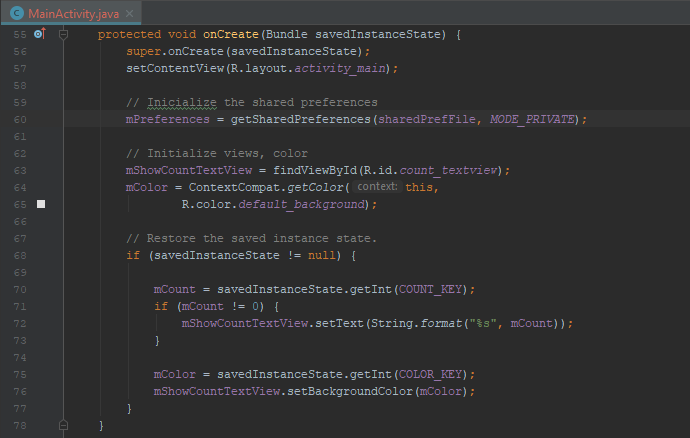 MainActivity.java
55 protected void onCreate(Bundle savedInstanceState) {
56 super.onCreate(savedInstanceState);
57 setContentView(R.layout.activity_main);
58
59 // Inicialize the shared preferences
60 mPreferences = getSharedPreferences(sharedPrefFile, MODE_PRIVATE);
61
62 // Initialize views, color
63 mShowCountTextView = findViewById(R.id.count_textview);
64 mColor = ContextCompat.getColor( context: this,
65 R.color.default_background);
66
67 // Restore the saved instance state.
68 if (savedInstanceState != null) {
69
70 mCount = savedInstanceState.getInt(COUNT_KEY);
71 if (mCount != 0) {
72 mShowCountTextView.setText(String.format("%s", mCount));
73 }
74
75 mColor = savedInstanceState.getInt(COLOR_KEY);
76 mShowCountTextView.setBackgroundColor(mColor);
77 }
78 }